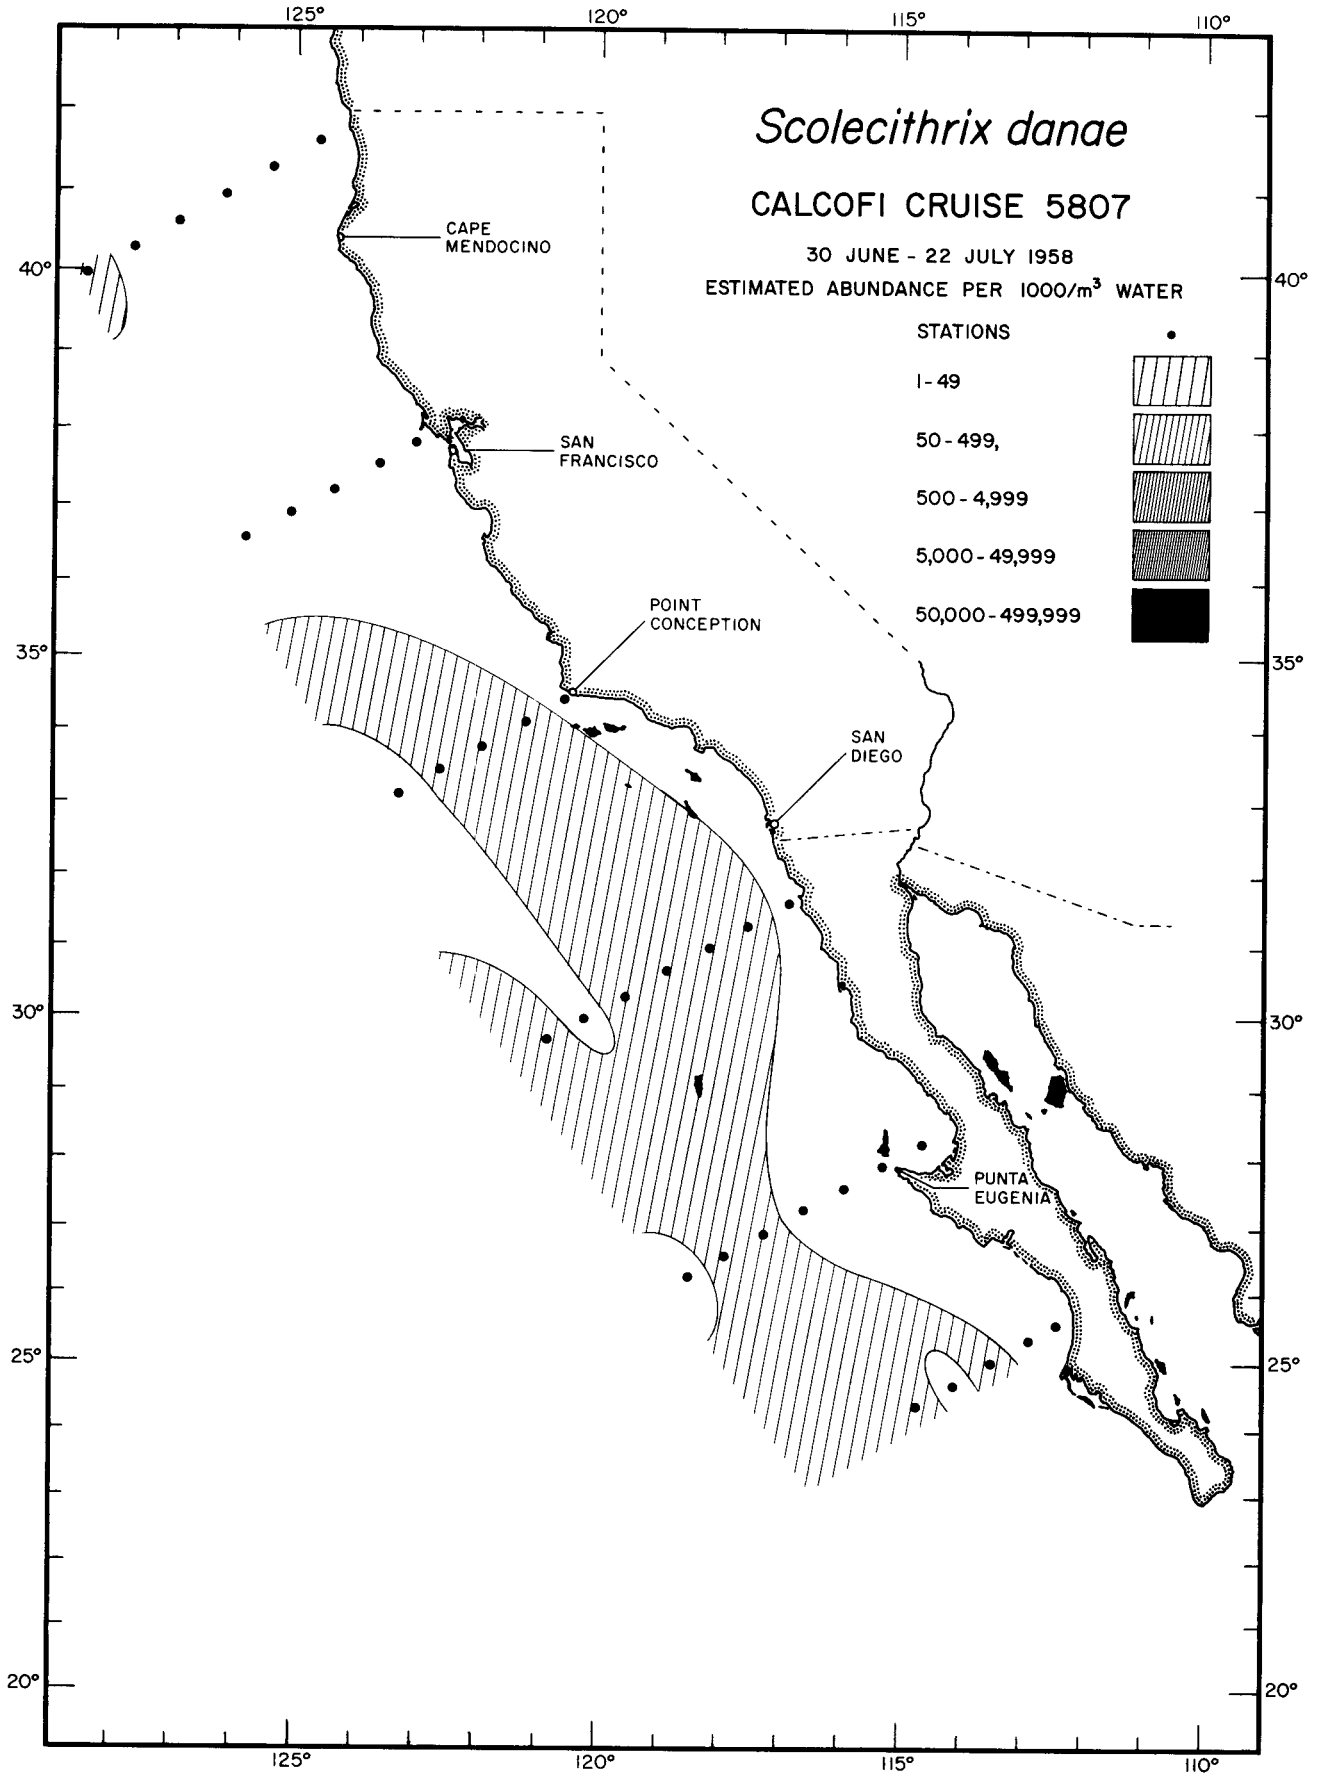 125°
120°
115°
110°
Scolecithrix danae
CALCOFI CRUISE 5807
30 JUNE - 22 JULY 1958
ESTIMATED ABUNDANCE PER 1000/m³ WATER
STATIONS
1-49
50-499,
500-4,999
5,000-49,999
50,000-499,999
CAPE
MENDOCINO
40°
40°
SAN
FRANCISCO
POINT
CONCEPTION
35°
35°
SAN
DIEGO
30°
30°
PUNTA
EUGENIA
25°
25°
20°
20°
125°
120°
115°
110°